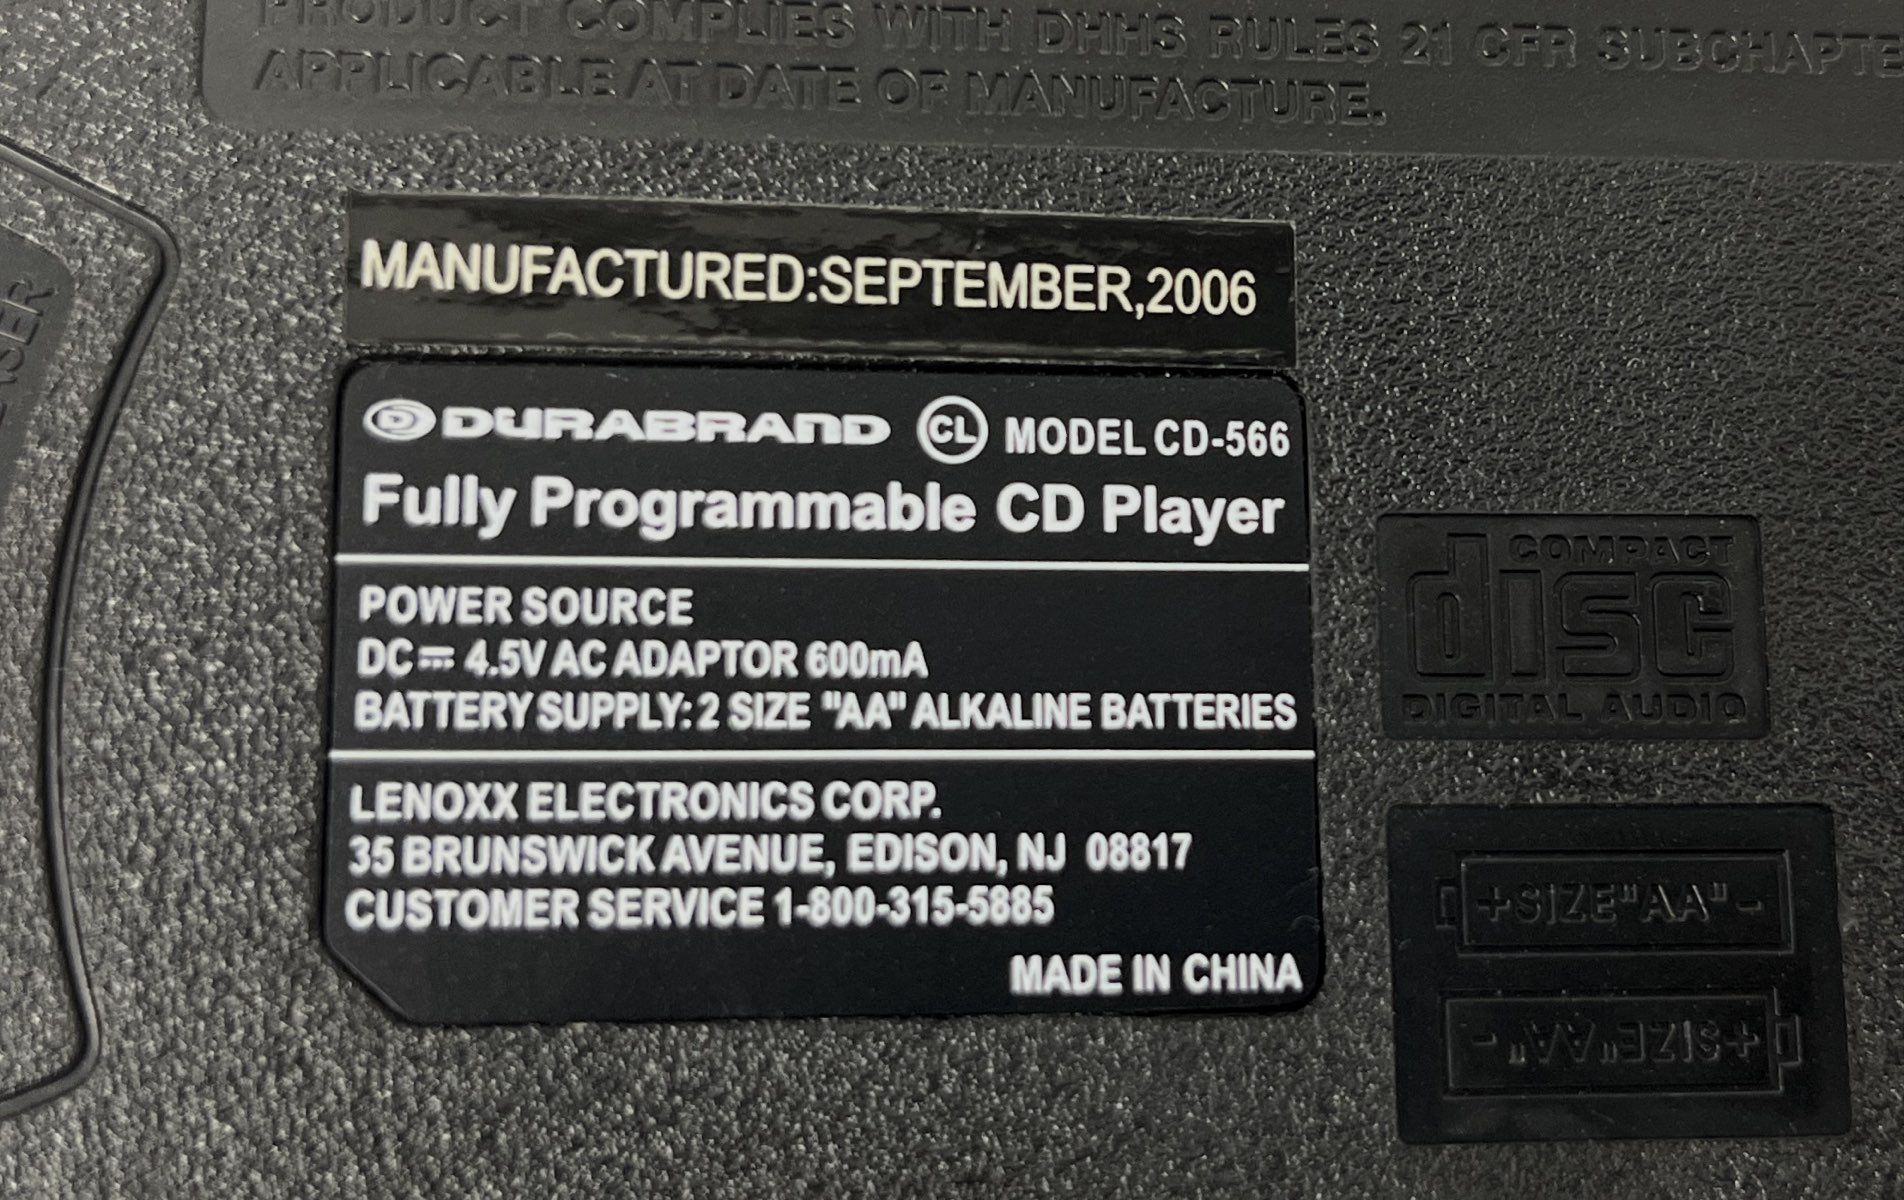 PRODUCT COMPLIES WITH DHHS RULES 21 CFR SUBCHAPTE
APPLICABLE AT DATE OF MANUFACTURE.
MANUFACTURED:SEPTEMBER,2006
D DURABRAND CL MODEL CD-566
Fully Programmable CD Player
POWER SOURCE
DC⎓ 4.5V AC ADAPTOR 600mA
BATTERY SUPPLY: 2 SIZE "AA" ALKALINE BATTERIES
LENOXX ELECTRONICS CORP.
35 BRUNSWICK AVENUE, EDISON, NJ 08817
CUSTOMER SERVICE 1-800-315-5885
MADE IN CHINA
COMPACT
disc
DIGITAL AUDIO
+SIZE"AA"-
+SIZE"AA"-